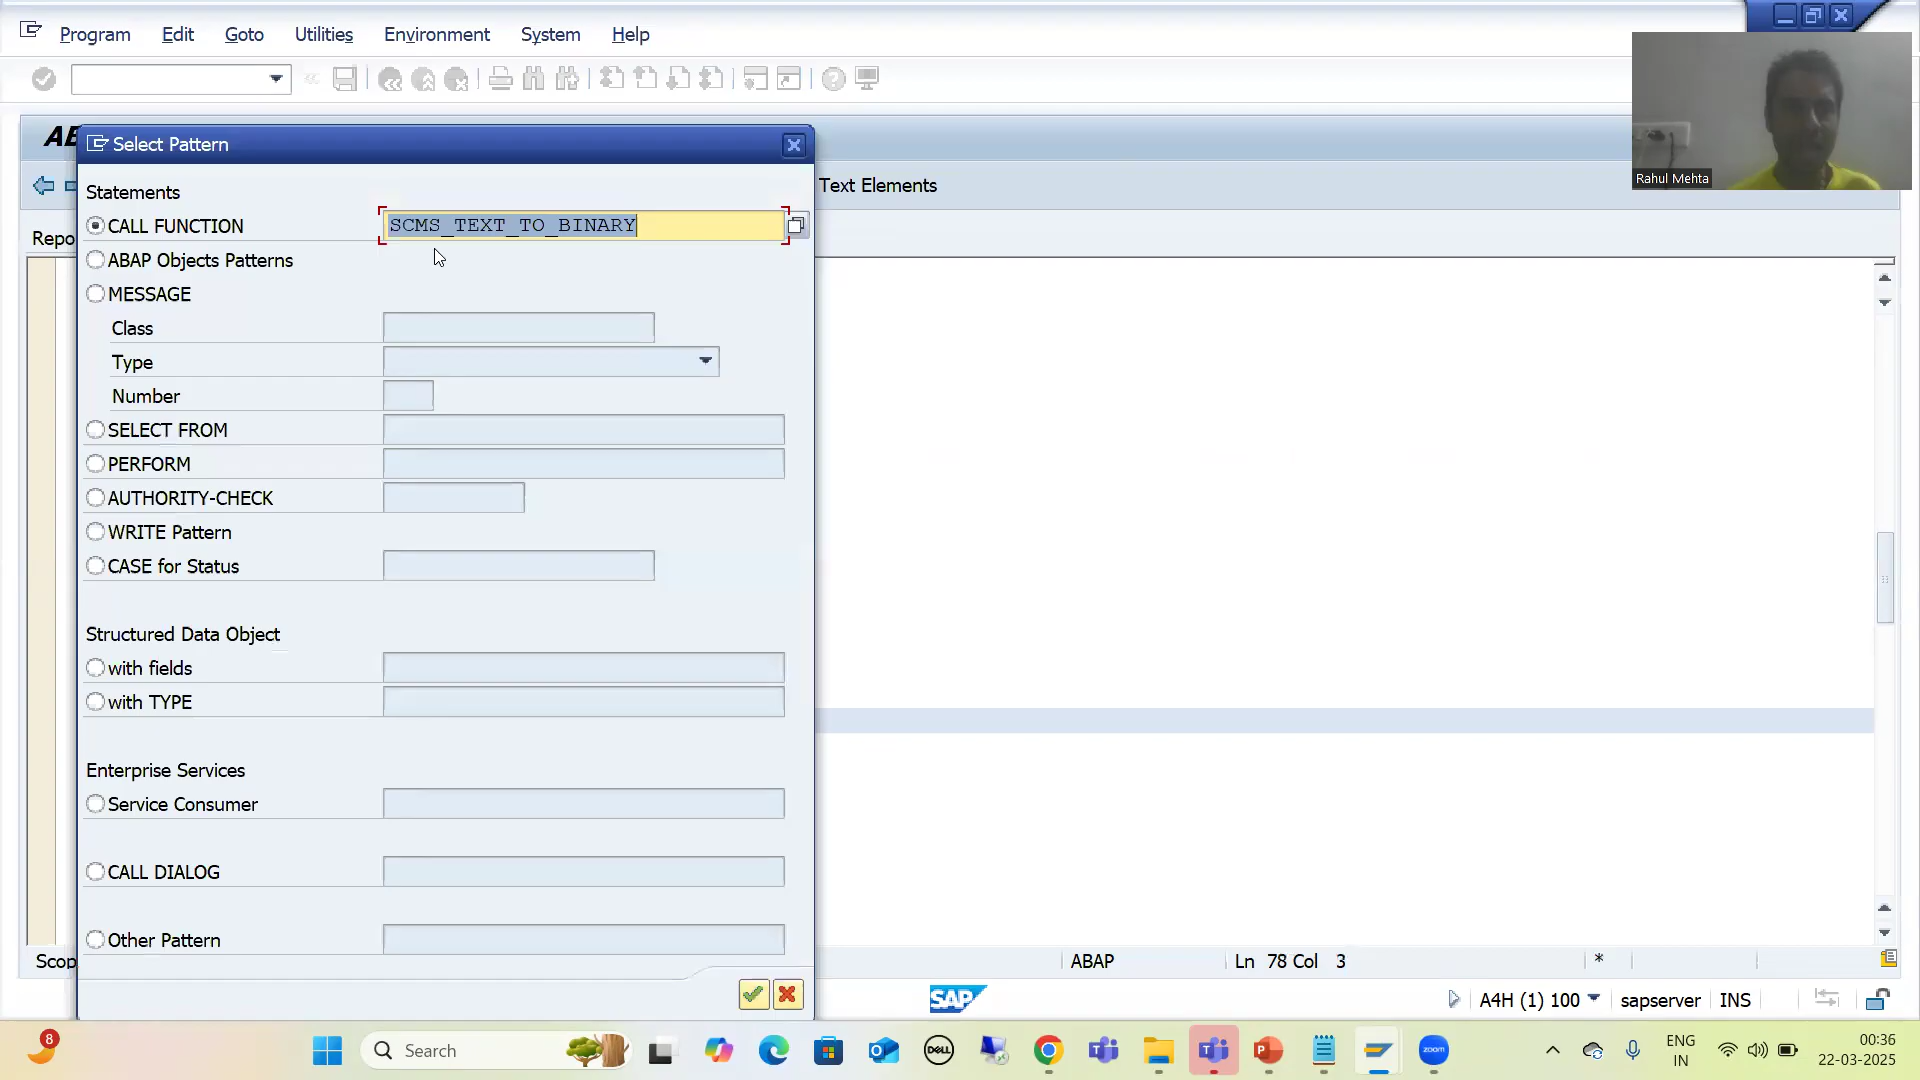 Program Edit Goto Utilities Environment System Help
Rahul Mehta
AB
Select Pattern
Text Elements
Statements
CALL FUNCTION SCMS_TEXT_TO_BINARY
Repo
ABAP Objects Patterns
MESSAGE
Class
Type
Number
SELECT FROM
PERFORM
AUTHORITY-CHECK
WRITE Pattern
CASE for Status
Structured Data Object
with fields
with TYPE
Enterprise Services
Service Consumer
CALL DIALOG
Other Pattern
Scop
ABAP Ln 78 Col 3 *
SAP A4H (1) 100 sapserver INS
8
Search
DELL
zoom
ENG
IN
00:36
22-03-2025